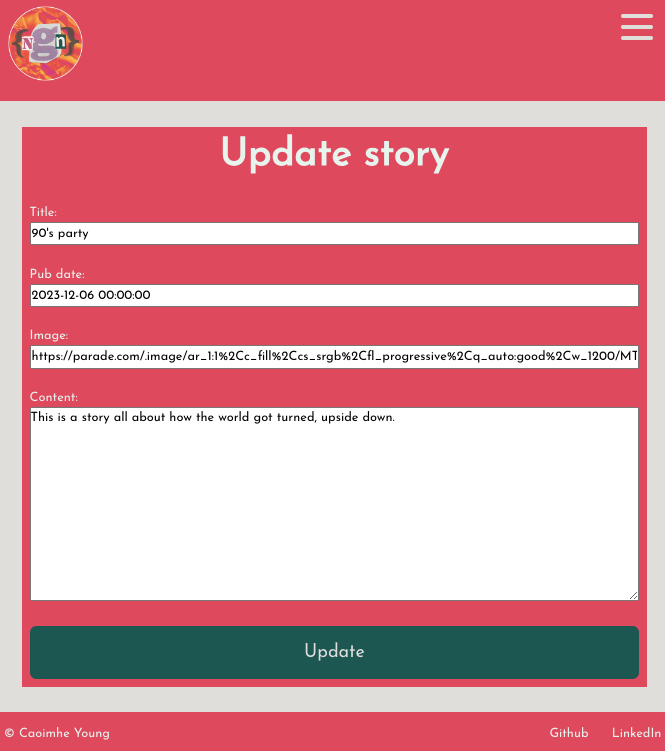 {Ngn}
Update story
Title:
90's party
Pub date:
2023-12-06 00:00:00
Image:
https://parade.com/.image/ar_1:1%2Cc_fill%2Ccs_srgb%2Cfl_progressive%2Cq_auto:good%2Cw_1200/MT
Content:
This is a story all about how the world got turned, upside down.
Update
© Caoimhe Young
Github LinkedIn